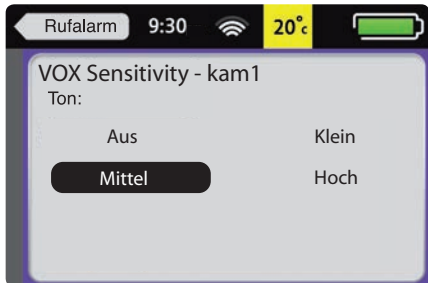 Rufalarm 9:30 20°c
VOX Sensitivity - kam1
Ton:
Aus Klein
Mittel Hoch